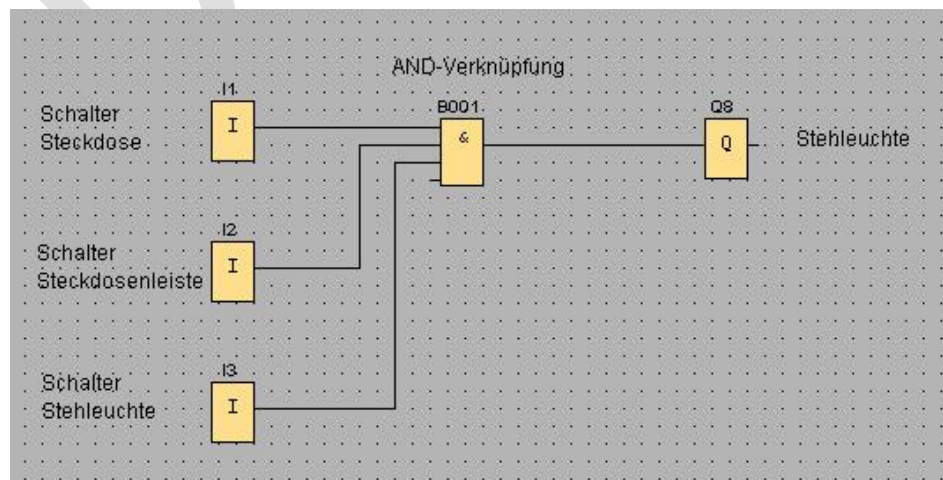 AND-Verknüpfung
I1
B001
Q8
Schalter
Steckdose
I
&
Q
Stehleuchte
I2
Schalter
Steckdosenleiste
I
I3
Schalter
Stehleuchte
I